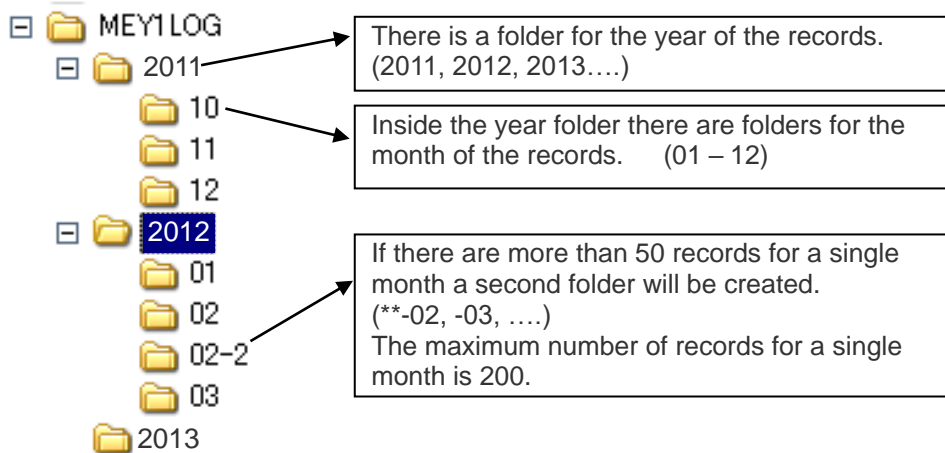 MEY1LOG
2011
10
11
12
2012
01
02
02-2
03
2013
There is a folder for the year of the records.
(2011, 2012, 2013….)
Inside the year folder there are folders for the
month of the records. (01 – 12)
If there are more than 50 records for a single
month a second folder will be created.
(**-02, -03, ….)
The maximum number of records for a single
month is 200.